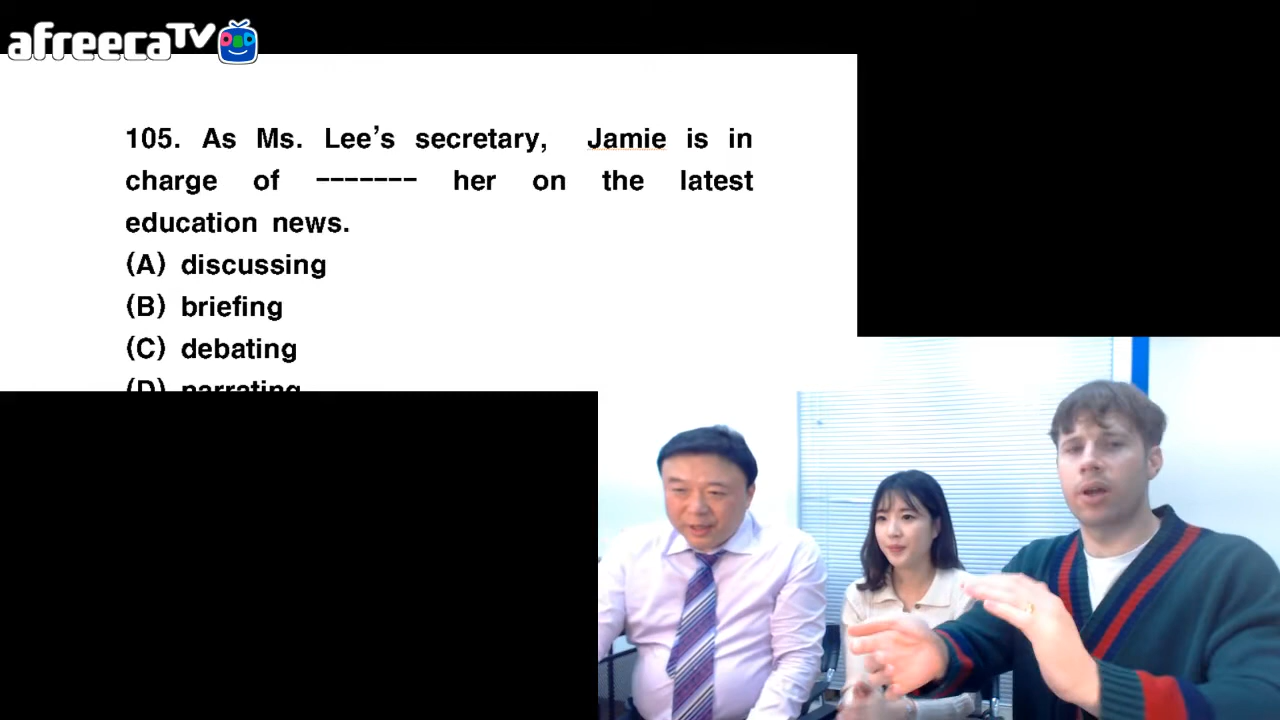 afreecaTV
105. As Ms. Lee's secretary, Jamie is in
charge of ------- her on the latest
education news.
(A) discussing
(B) briefing
(C) debating
(D) narrating